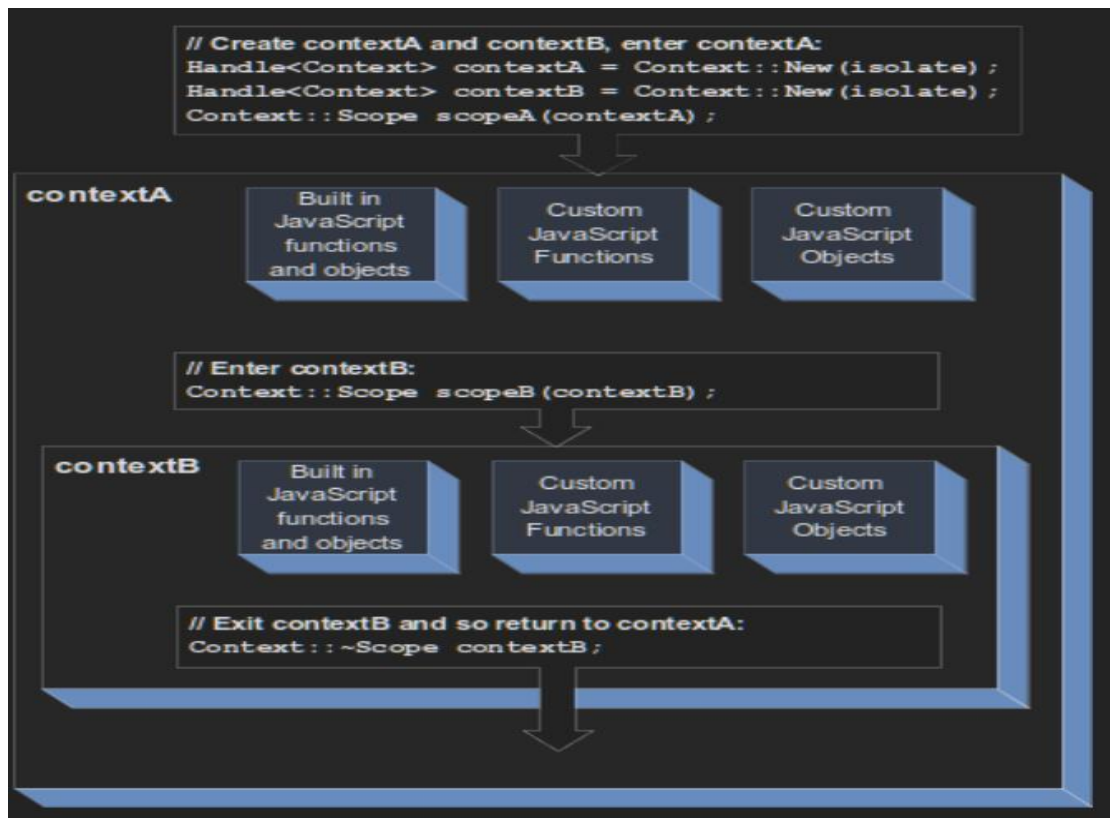 // Create contextA and contextB, enter contextA:
Handle<Context> contextA = Context::New(isolate);
Handle<Context> contextB = Context::New(isolate);
Context::Scope scopeA(contextA);
contextA
Built in
JavaScript
functions
and objects
Custom
JavaScript
Functions
Custom
JavaScript
Objects
// Enter contextB:
Context::Scope scopeB(contextB);
contextB
Built in
JavaScript
functions
and objects
Custom
JavaScript
Functions
Custom
JavaScript
Objects
// Exit contextB and so return to contextA:
Context::~Scope contextB;